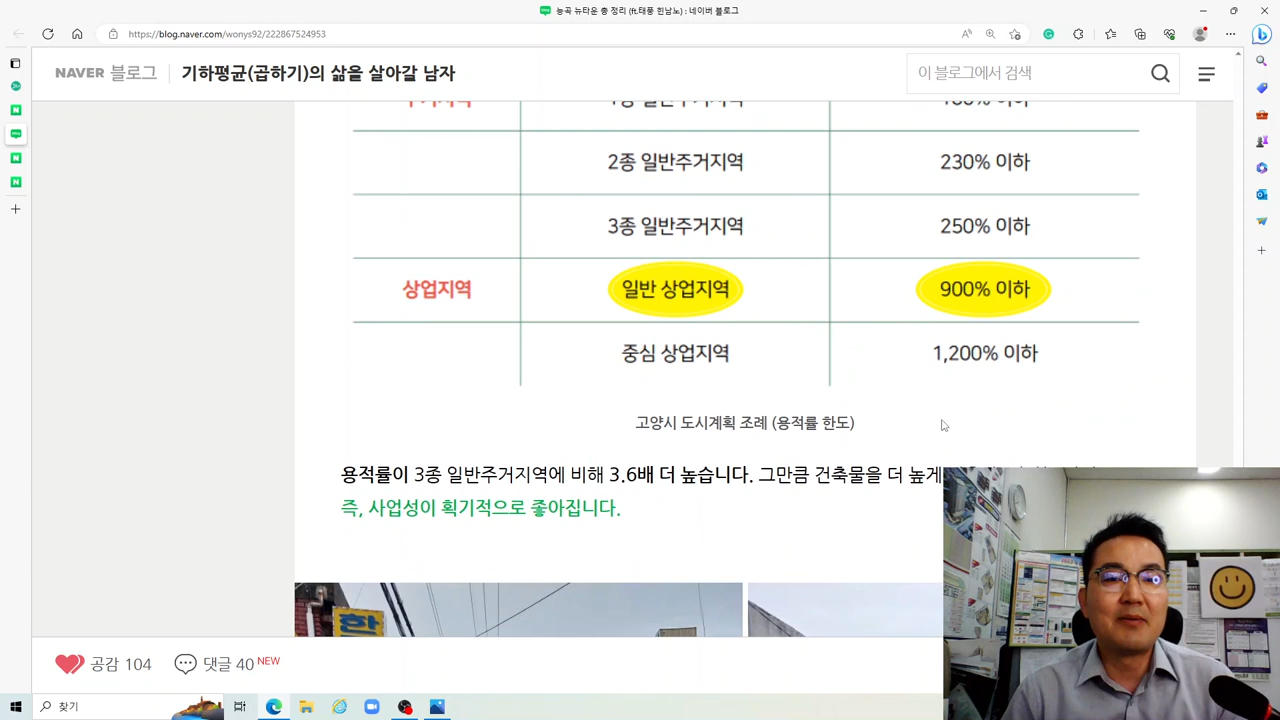 능곡 뉴타운 총 정리 (ft.태풍 힌남노) : 네이버 블로그
https://blog.naver.com/wonys92/222867524953
NAVER 블로그 기하평균(곱하기)의 삶을 살아갈 남자
이 블로그에서 검색
2종 일반주거지역 230% 이하
3종 일반주거지역 250% 이하
상업지역 일반 상업지역 900% 이하
중심 상업지역 1,200% 이하
고양시 도시계획 조례 (용적률 한도)
용적률이 3종 일반주거지역에 비해 3.6배 더 높습니다. 그만큼 건축물을 더 높게
즉, 사업성이 획기적으로 좋아집니다.
한
공감 104 댓글 40 NEW
찾기